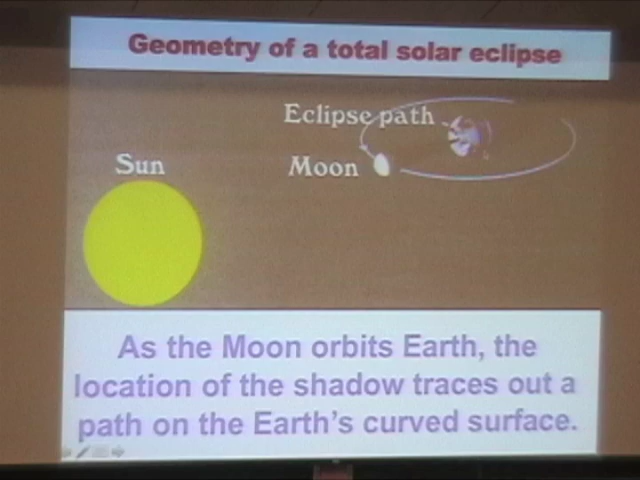 Geometry of a total solar eclipse
Eclipse path
Sun
Moon
As the Moon orbits Earth, the
location of the shadow traces out a
path on the Earth's curved surface.